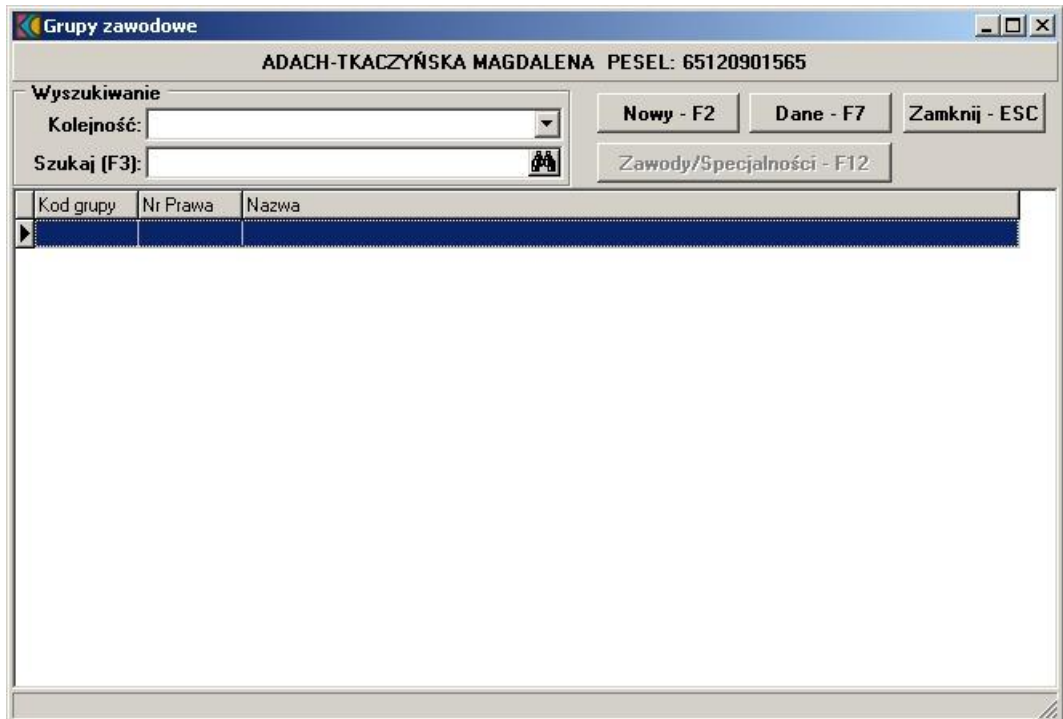 Grupy zawodowe
ADACH-TKACZYŃSKA MAGDALENA PESEL: 65120901565
Wyszukiwanie
Kolejność:
Nowy - F2 Dane - F7 Zamknij - ESC
Szukaj (F3):
Zawody/Specjalności - F12
Kod grupy Nr Prawa Nazwa